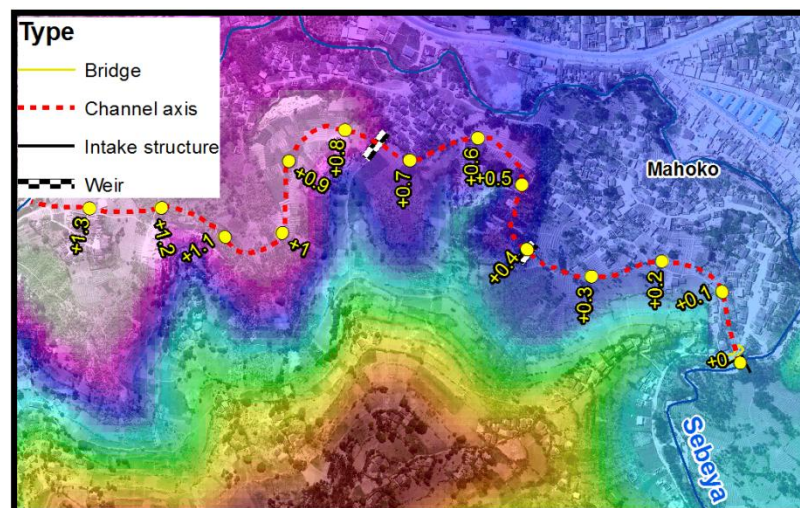 Type
Bridge
Channel axis
Intake structure
Weir
Mahoko
+0.8
+0.9
+0.7
+0.6
+0.5
+1.3
+1.2
+1.1
+1
+0.4
+0.3
+0.2
+0.1
+0
Sebeya